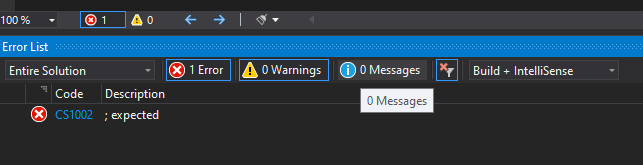 100 % 1 0
Error List
Entire Solution 1 Error 0 Warnings 0 Messages Build + IntelliSense
Code Description
0 Messages
CS1002 ; expected